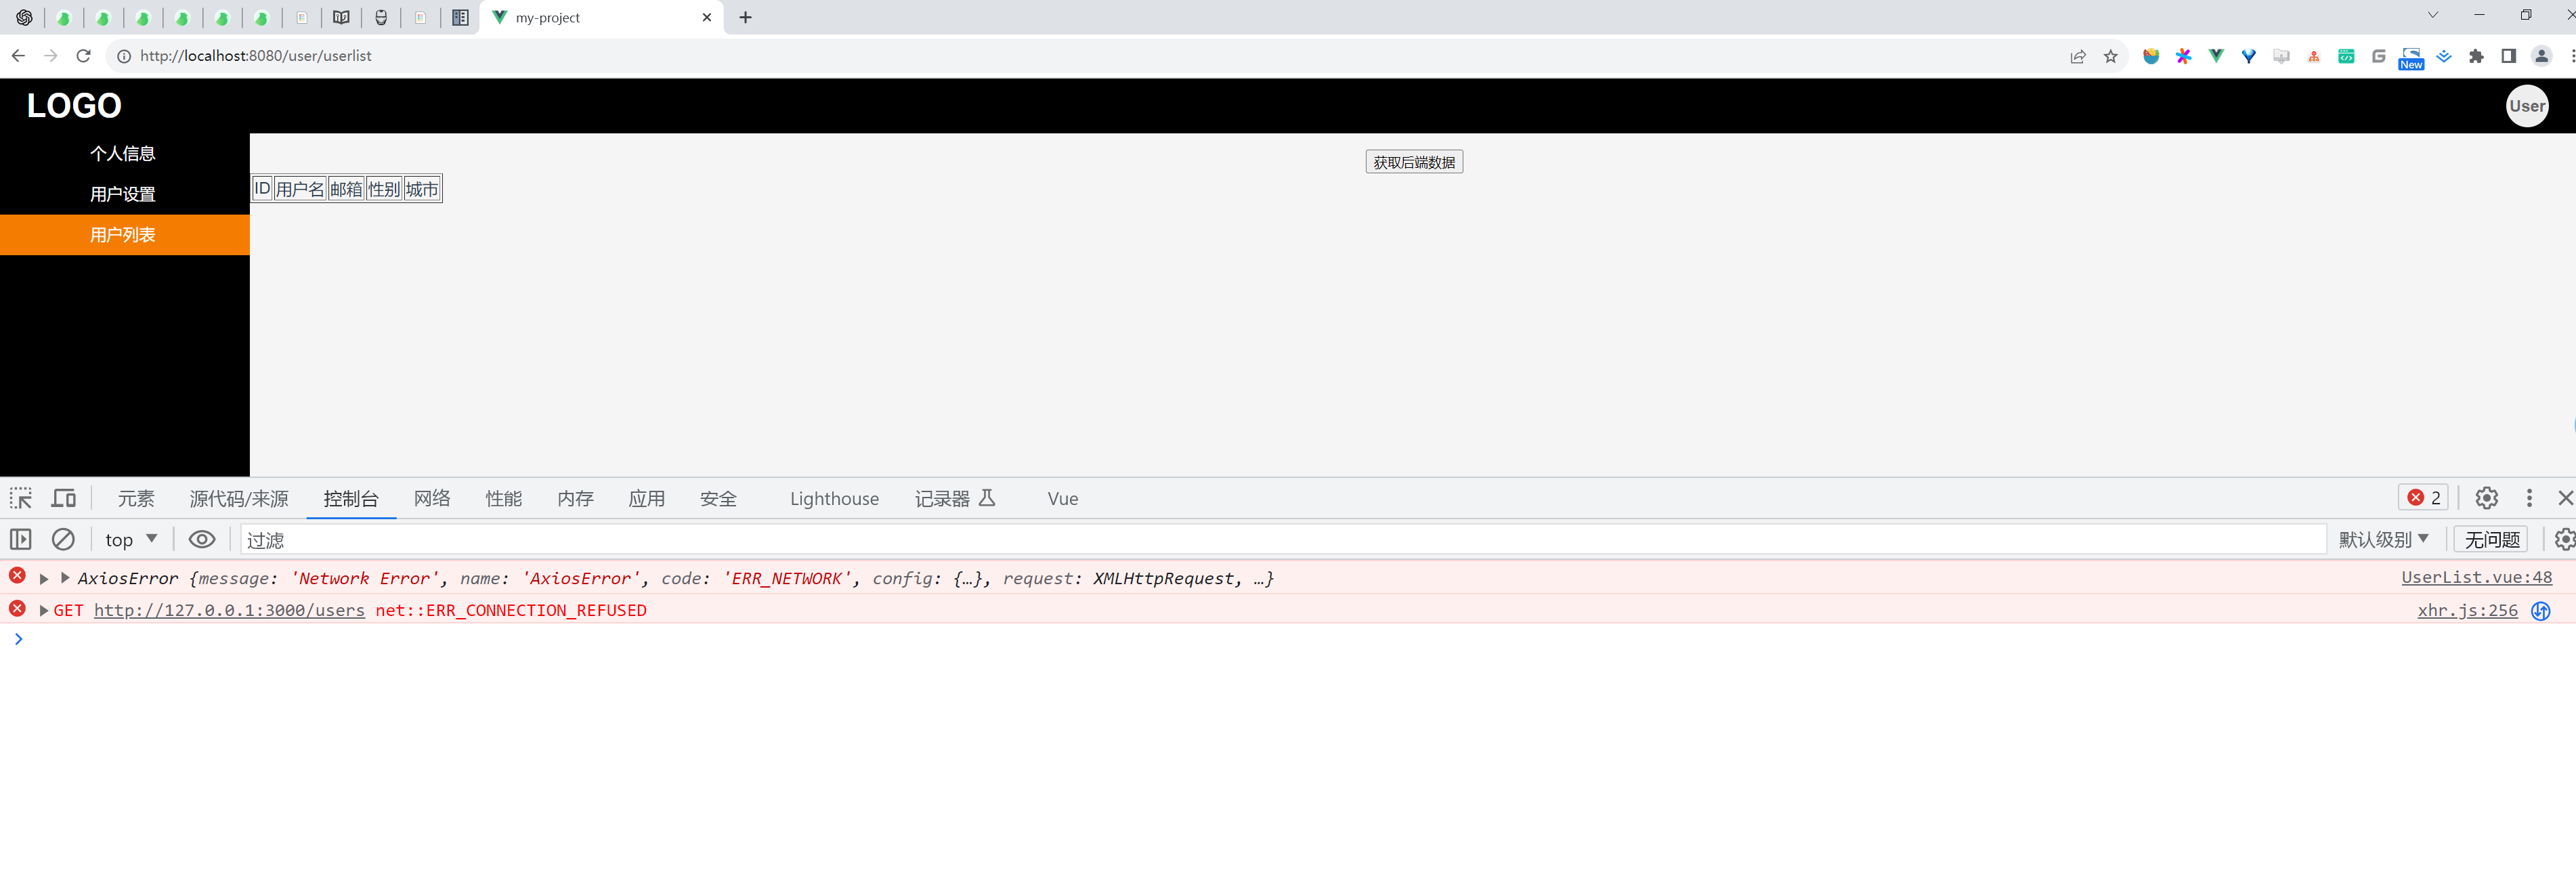 my-project
http://localhost:8080/user/userlist
New
LOGO
User
个人信息
用户设置
用户列表
获取后端数据
ID 用户名 邮箱 性别 城市
元素 源代码/来源 控制台 网络 性能 内存 应用 安全 Lighthouse 记录器 Vue 2
top 过滤 默认级别 无问题
AxiosError {message: 'Network Error', name: 'AxiosError', code: 'ERR_NETWORK', config: {…}, request: XMLHttpRequest, …} UserList.vue:48
GET http://127.0.0.1:3000/users net::ERR_CONNECTION_REFUSED xhr.js:256